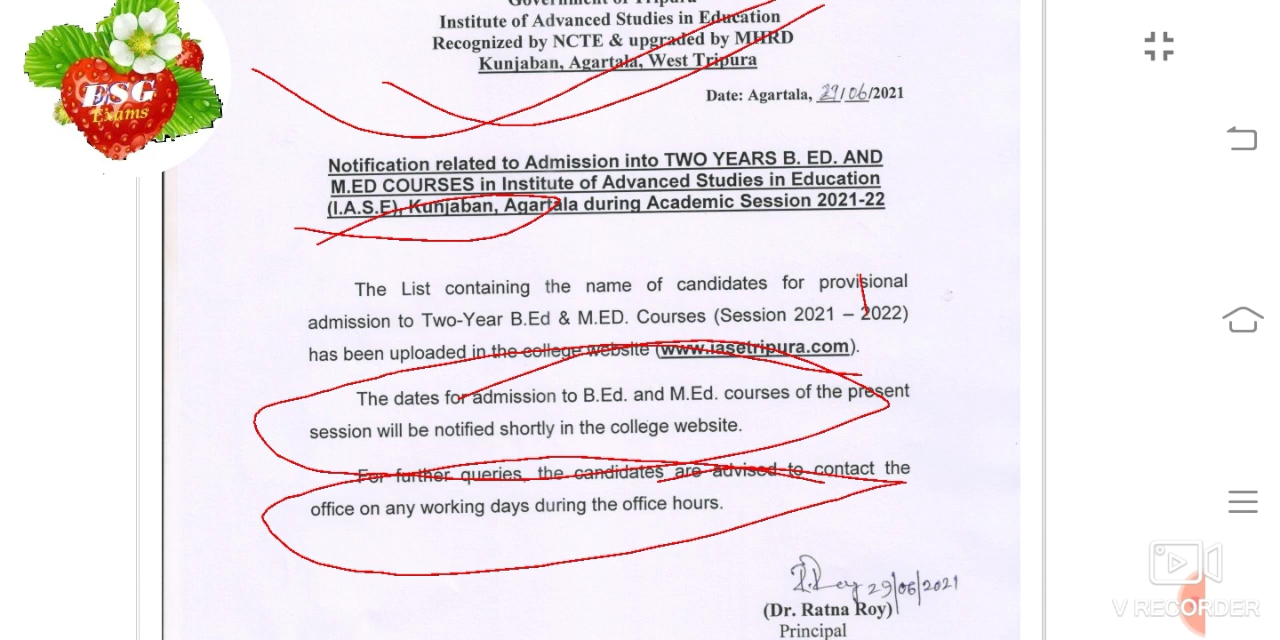 Government of Tripura
Institute of Advanced Studies in Education
Recognized by NCTE & upgraded by MHRD
Kunjaban, Agartala, West Tripura
Date: Agartala, 29/06/2021
ESG
Exams
Notification related to Admission into TWO YEARS B. ED. AND
M.ED COURSES in Institute of Advanced Studies in Education
(I.A.S.E), Kunjaban, Agartala during Academic Session 2021-22
The List containing the name of candidates for provisional
admission to Two-Year B.Ed & M.ED. Courses (Session 2021 – 2022)
has been uploaded in the college website (www.iasetripura.com).
The dates for admission to B.Ed. and M.Ed. courses of the present
session will be notified shortly in the college website.
For further queries, the candidates are advised to contact the
office on any working days during the office hours.
R.Roy 29/06/2021
(Dr. Ratna Roy)
Principal
V RECORDER